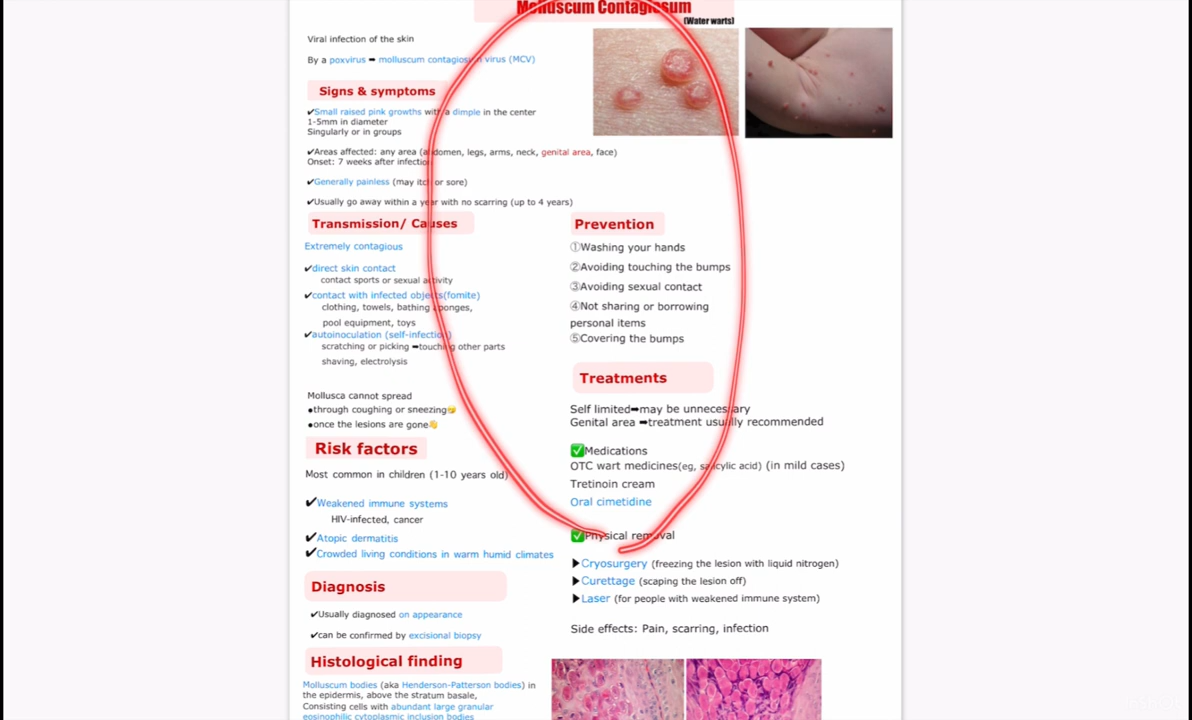 Molluscum Contagiosum
(Water warts)
Viral infection of the skin
By a poxvirus ➡ molluscum contagiosum virus (MCV)
Signs & symptoms
✔Small raised pink growths with a dimple in the center
1-5mm in diameter
Singularly or in groups
✔Areas affected: any area (abdomen, legs, arms, neck, genital area, face)
Onset: 7 weeks after infection
✔Generally painless (may itch or sore)
✔Usually go away within a year with no scarring (up to 4 years)
Transmission/ Causes
Extremely contagious
✔direct skin contact
contact sports or sexual activity
✔contact with infected objects(fomite)
clothing, towels, bathing sponges,
pool equipment, toys
✔autoinoculation (self-infection)
scratching or picking ➡touching other parts
shaving, electrolysis
Mollusca cannot spread
●through coughing or sneezing🤧
●once the lesions are gone👋
Risk factors
Most common in children (1-10 years old)
✔Weakened immune systems
HIV-infected, cancer
✔Atopic dermatitis
✔Crowded living conditions in warm humid climates
Diagnosis
✔Usually diagnosed on appearance
✔can be confirmed by excisional biopsy
Histological finding
Molluscum bodies (aka Henderson-Patterson bodies) in
the epidermis, above the stratum basale,
Consisting cells with abundant large granular
eosinophilic cytoplasmic inclusion bodies
Prevention
①Washing your hands
②Avoiding touching the bumps
③Avoiding sexual contact
④Not sharing or borrowing
personal items
⑤Covering the bumps
Treatments
Self limited➡may be unnecessary
Genital area ➡treatment usually recommended
✅Medications
OTC wart medicines(eg, salicylic acid) (in mild cases)
Tretinoin cream
Oral cimetidine
✅Physical removal
▶Cryosurgery (freezing the lesion with liquid nitrogen)
▶Curettage (scaping the lesion off)
▶Laser (for people with weakened immune system)
Side effects: Pain, scarring, infection